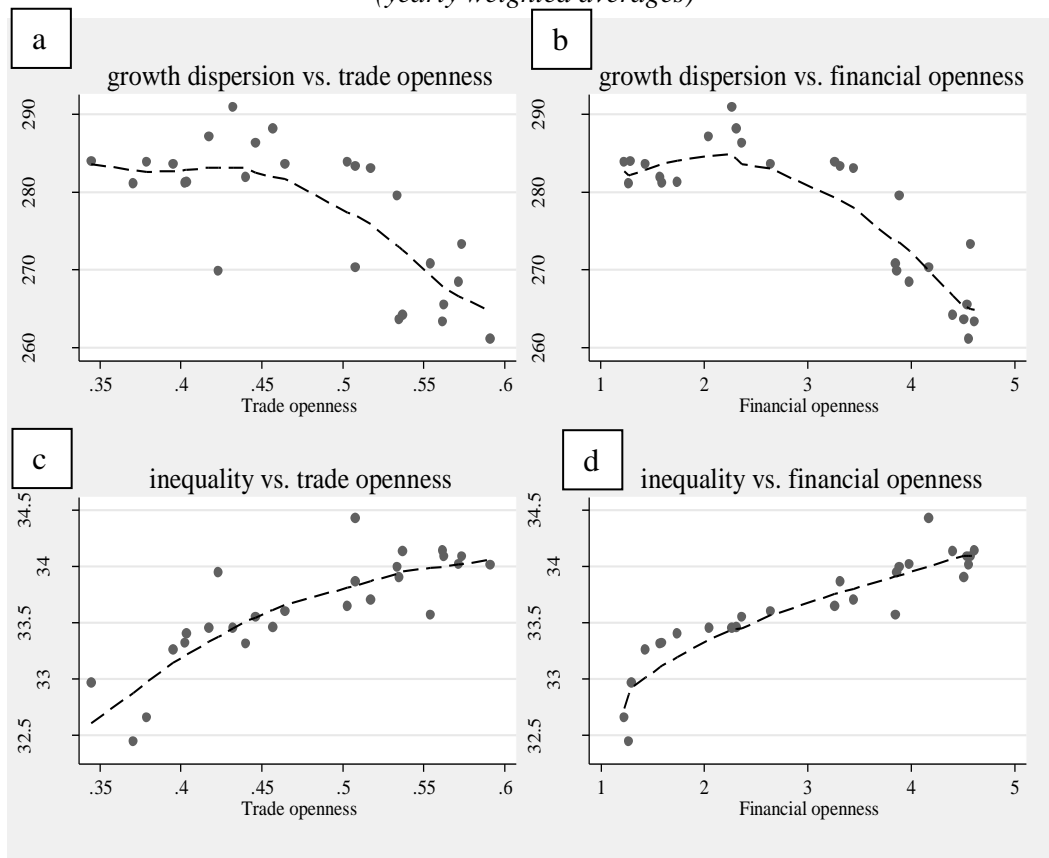 (yearly weighted averages)
a
growth dispersion vs. trade openness
290
280
270
260
.35 .4 .45 .5 .55 .6
Trade openness
b
growth dispersion vs. financial openness
290
280
270
260
1 2 3 4 5
Financial openness
c
inequality vs. trade openness
34.5
34
33.5
33
32.5
.35 .4 .45 .5 .55 .6
Trade openness
d
inequality vs. financial openness
34.5
34
33.5
33
32.5
1 2 3 4 5
Financial openness